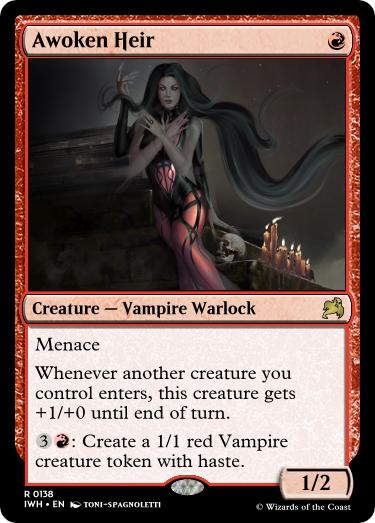 Awoken Heir
Creature — Vampire Warlock
Menace
Whenever another creature you
control enters, this creature gets
+1/+0 until end of turn.
3: Create a 1/1 red Vampire
creature token with haste.
1/2
R 0138
IWH • EN TONI-SPAGNOLETTI
© Wizards of the Coast